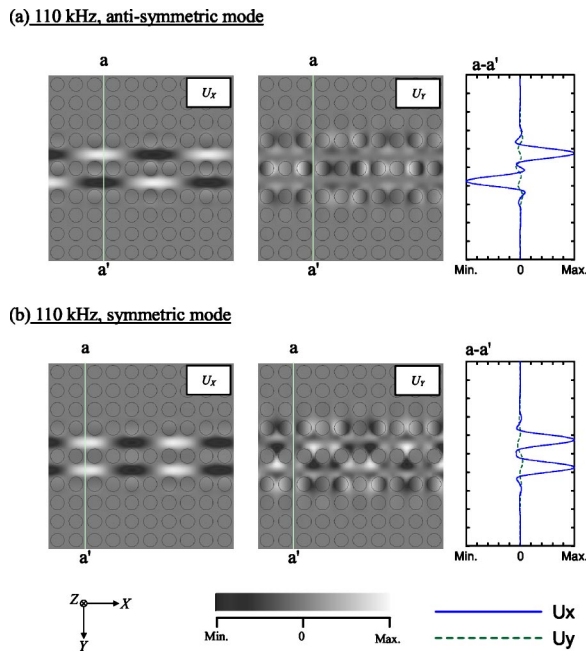 (a) 110 kHz, anti-symmetric mode
a a a-a'
Ux UY
a' a' Min. 0 Max.
(b) 110 kHz, symmetric mode
a a a-a'
Ux UY
a' a' Min. 0 Max.
Z X
Y
Min. 0 Max.
Ux
Uy